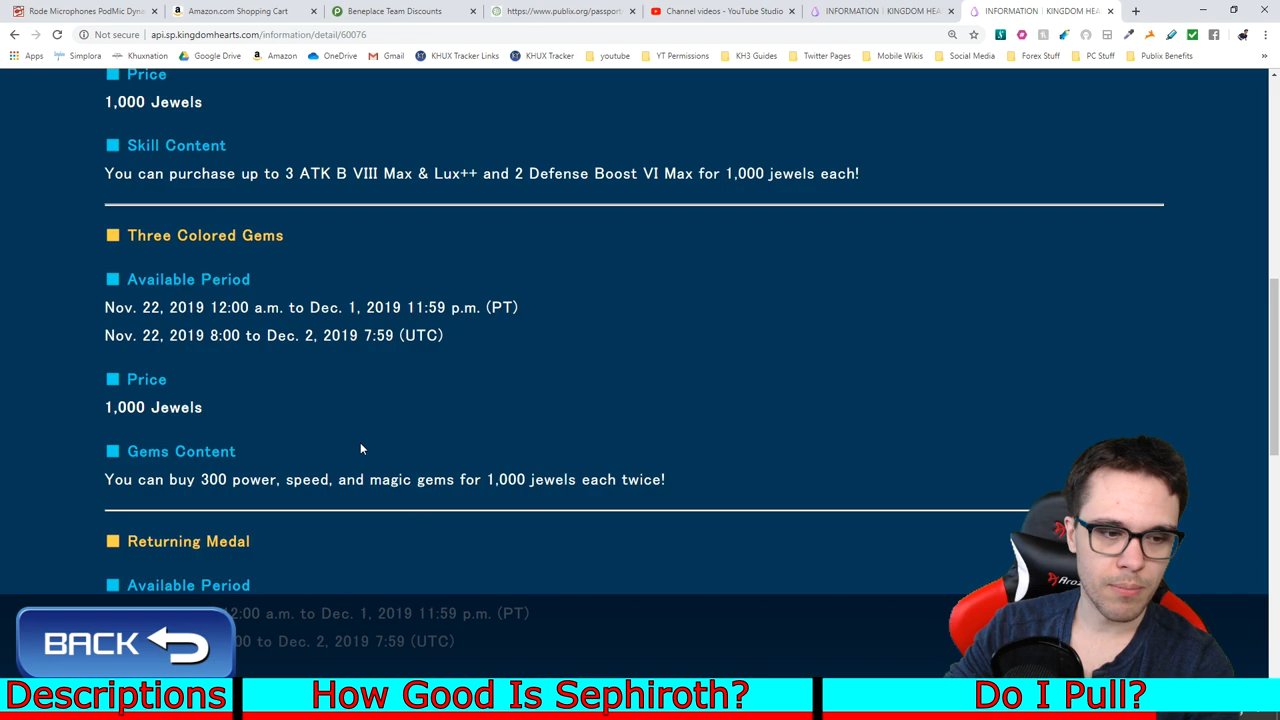 Rode Microphones PodMic Dyna
Amazon.com Shopping Cart
Beneplace Team Discounts
https://www.publix.org/passport
Channel videos - YouTube Studio
INFORMATION | KINGDOM HEA
INFORMATION | KINGDOM HEA
Not secure | api.sp.kingdomhearts.com/information/detail/60076
Apps Simplora Khuxnation Google Drive Amazon OneDrive Gmail KHUX Tracker Links KHUX Tracker youtube YT Permissions KH3 Guides Twitter Pages Mobile Wikis Social Media Forex Stuff PC Stuff Publix Benefits
Price
1,000 Jewels
Skill Content
You can purchase up to 3 ATK B VIII Max & Lux++ and 2 Defense Boost VI Max for 1,000 jewels each!
Three Colored Gems
Available Period
Nov. 22, 2019 12:00 a.m. to Dec. 1, 2019 11:59 p.m. (PT)
Nov. 22, 2019 8:00 to Dec. 2, 2019 7:59 (UTC)
Price
1,000 Jewels
Gems Content
You can buy 300 power, speed, and magic gems for 1,000 jewels each twice!
Returning Medal
Available Period
12:00 a.m. to Dec. 1, 2019 11:59 p.m. (PT)
00 to Dec. 2, 2019 7:59 (UTC)
BACK
Descriptions
How Good Is Sephiroth?
Do I Pull?